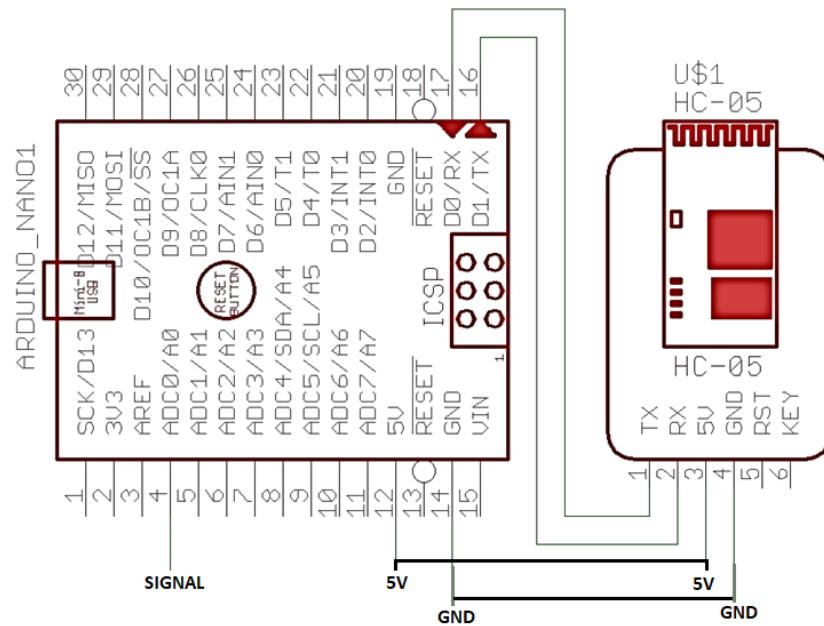 30
29
28
27
26
25
24
23
22
21
20
19
18
17
16
D12/MISO
D11/MOSI
D10/OC1B/SS
D9/OC1A
D8/CLK0
D7/AIN1
D6/AIN0
D5/T1
D4/T0
D3/INT1
D2/INT0
GND
RESET
D0/RX
D1/TX
ARDUINO_NANO1
Mini-B
USB
RESET
BUTTON
ICSP
1
SCK/D13
3V3
AREF
ADC0/A0
ADC1/A1
ADC2/A2
ADC3/A3
ADC4/SDA/A4
ADC5/SCL/A5
ADC6/A6
ADC7/A7
5V
RESET
GND
VIN
1
2
3
4
5
6
7
8
9
10
11
12
13
14
15
U$1
HC-05
HC-05
TX
RX
5V
GND
RST
KEY
1
2
3
4
5
6
SIGNAL
5V
5V
GND
GND